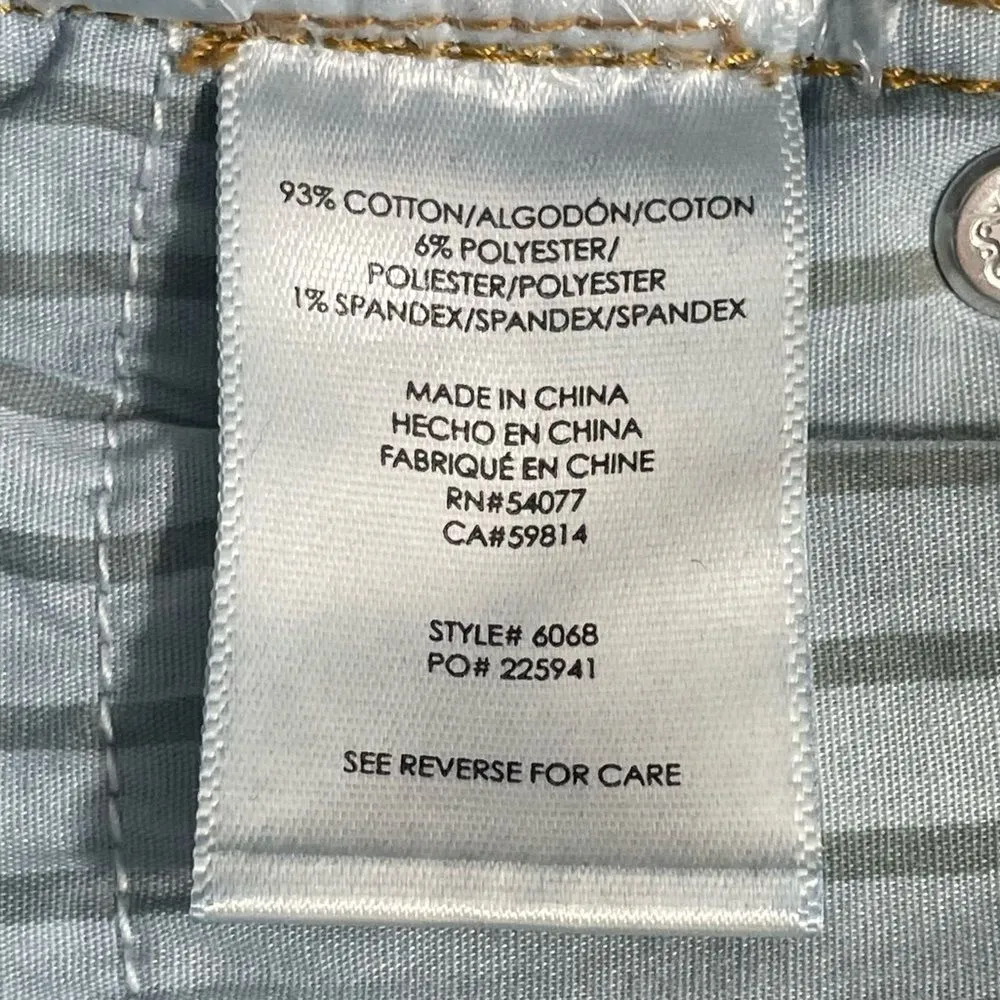 93% COTTON/ALGODÓN/COTON
6% POLYESTER/
POLIESTER/POLYESTER
1% SPANDEX/SPANDEX/SPANDEX
MADE IN CHINA
HECHO EN CHINA
FABRIQUÉ EN CHINE
RN#54077
CA#59814
STYLE# 6068
PO# 225941
SEE REVERSE FOR CARE